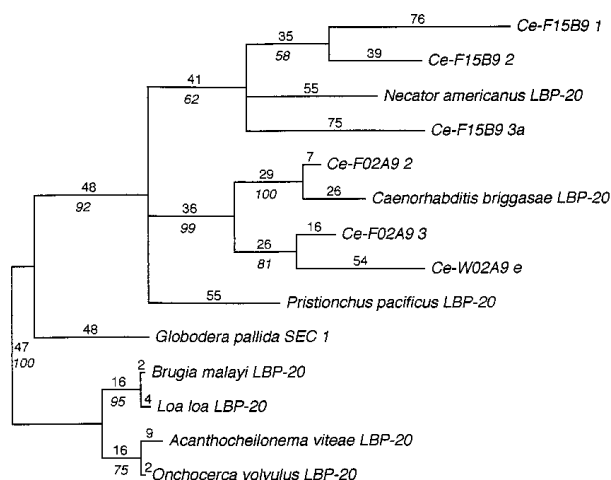 76
Ce-F15B9 1
35
58
39
Ce-F15B9 2
41
62
55
Necator americanus LBP-20
75
Ce-F15B9 3a
7
Ce-F02A9 2
29
100
26
Caenorhabditis briggasae LBP-20
48
92
36
99
16
Ce-F02A9 3
26
81
54
Ce-W02A9 e
55
Pristionchus pacificus LBP-20
48
Globodera pallida SEC 1
47
100
2
Brugia malayi LBP-20
16
95
4
Loa loa LBP-20
9
Acanthocheilonema viteae LBP-20
16
75
2
Onchocerca volvulus LBP-20